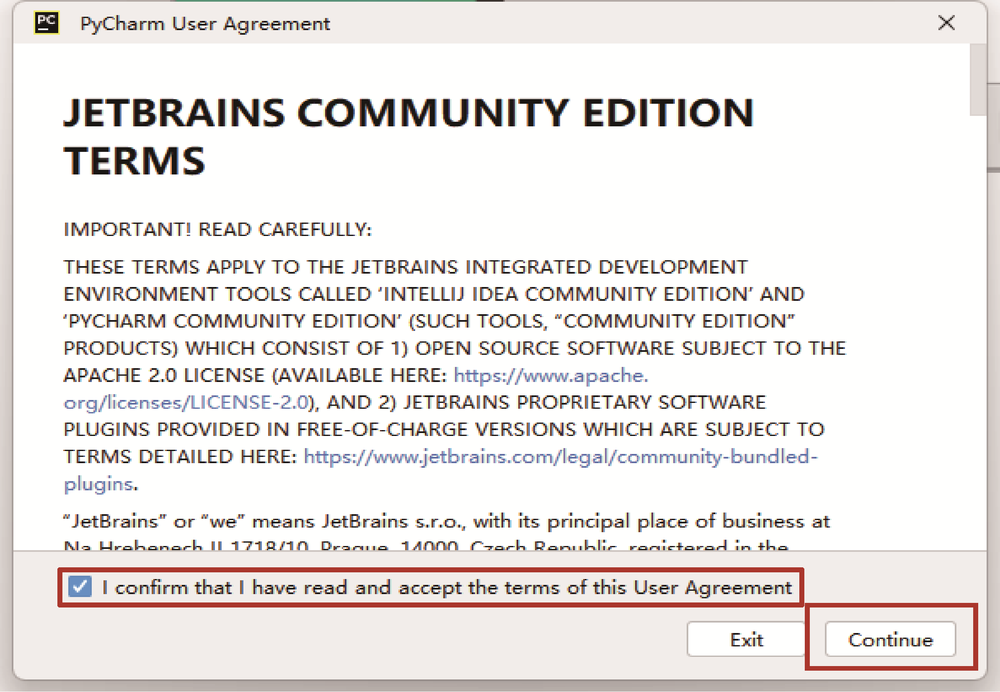 PC
PyCharm User Agreement
JETBRAINS COMMUNITY EDITION
TERMS
IMPORTANT! READ CAREFULLY:
THESE TERMS APPLY TO THE JETBRAINS INTEGRATED DEVELOPMENT
ENVIRONMENT TOOLS CALLED ‘INTELLIJ IDEA COMMUNITY EDITION’ AND
‘PYCHARM COMMUNITY EDITION’ (SUCH TOOLS, “COMMUNITY EDITION”
PRODUCTS) WHICH CONSIST OF 1) OPEN SOURCE SOFTWARE SUBJECT TO THE
APACHE 2.0 LICENSE (AVAILABLE HERE: https://www.apache.
org/licenses/LICENSE-2.0), AND 2) JETBRAINS PROPRIETARY SOFTWARE
PLUGINS PROVIDED IN FREE-OF-CHARGE VERSIONS WHICH ARE SUBJECT TO
TERMS DETAILED HERE: https://www.jetbrains.com/legal/community-bundled-
plugins.
“JetBrains” or “we” means JetBrains s.r.o., with its principal place of business at
Na Hrebenech II 1718/10, Prague, 14000, Czech Republic, registered in the
I confirm that I have read and accept the terms of this User Agreement
Exit
Continue